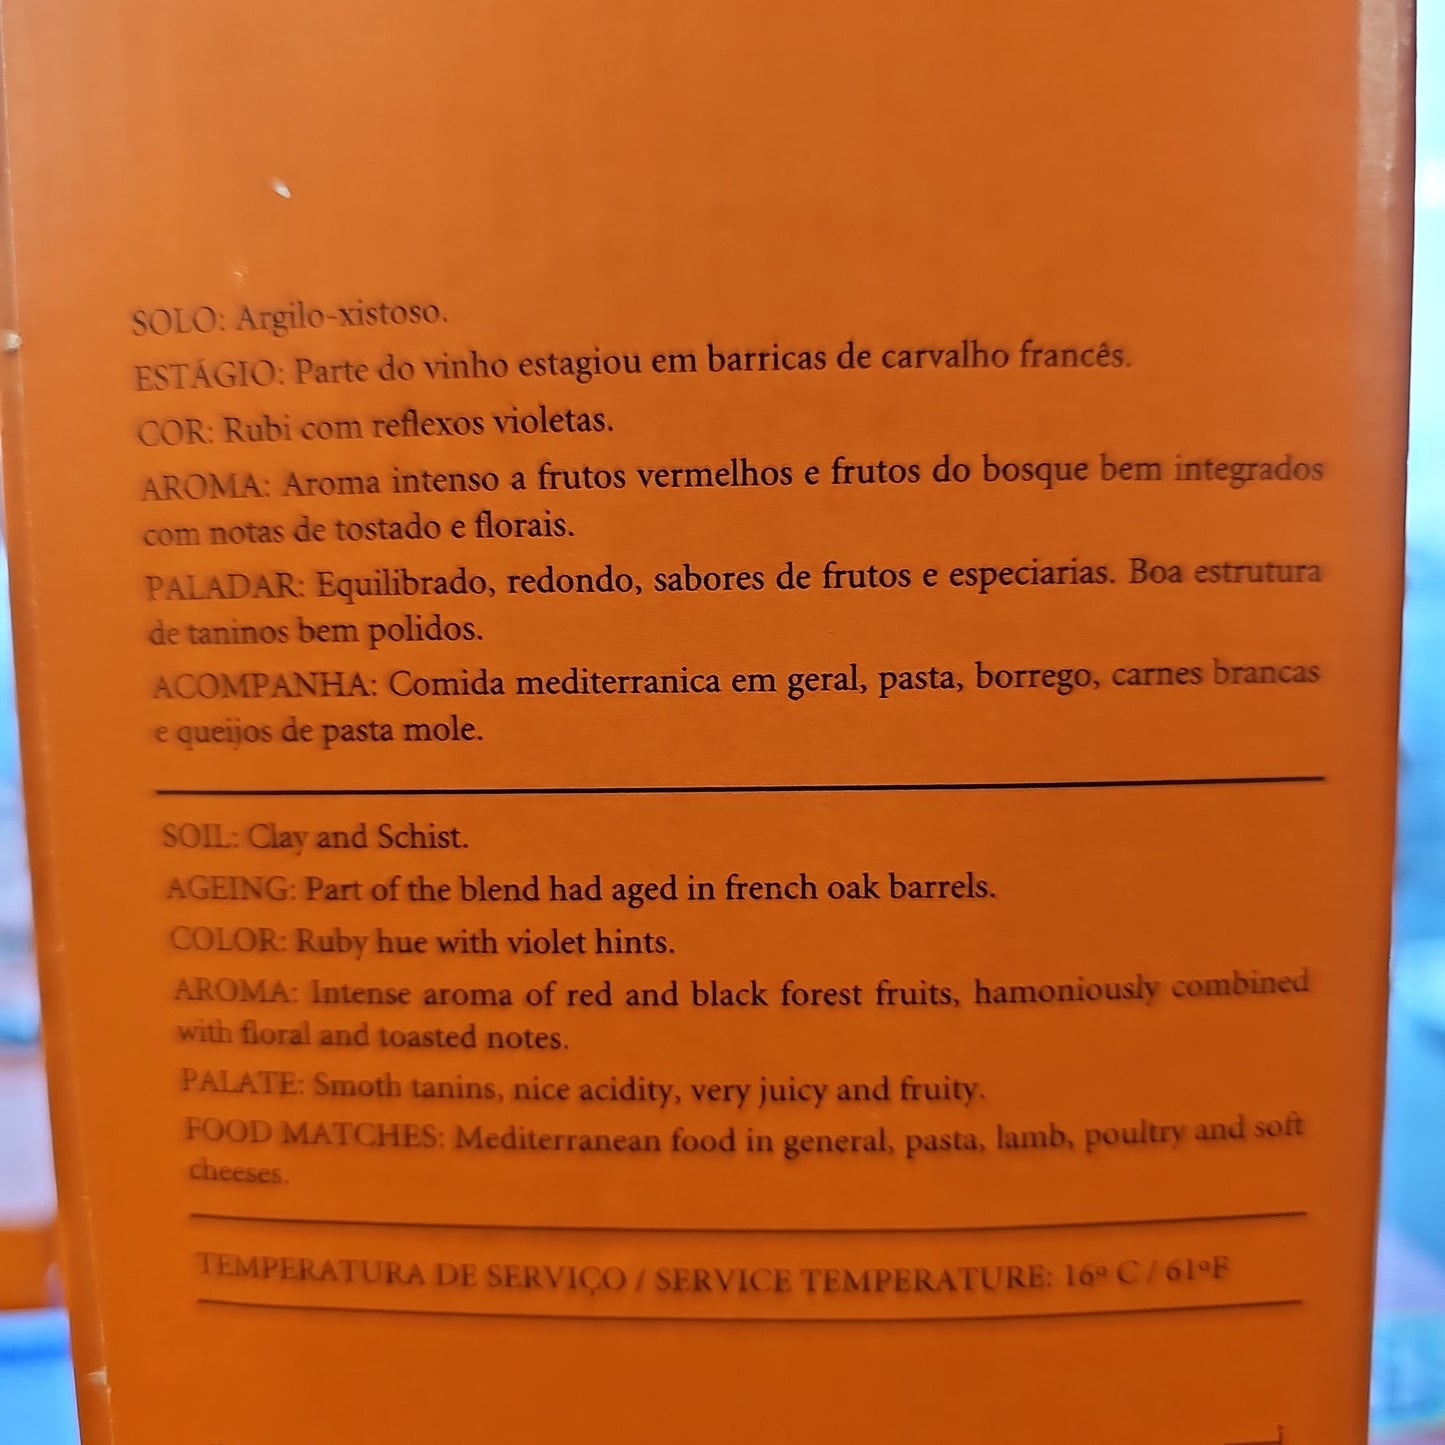 SOLO: Argilo-xistoso.
ESTÁGIO: Parte do vinho estagiou em barricas de carvalho francês.
COR: Rubi com reflexos violetas.
AROMA: Aroma intenso a frutos vermelhos e frutos do bosque bem integrados
com notas de tostado e florais.
PALADAR: Equilibrado, redondo, sabores de frutos e especiarias. Boa estrutura
de taninos bem polidos.
ACOMPANHA: Comida mediterranica em geral, pasta, borrego, carnes brancas
e queijos de pasta mole.
SOIL: Clay and Schist.
AGEING: Part of the blend had aged in french oak barrels.
COLOR: Ruby hue with violet hints.
AROMA: Intense aroma of red and black forest fruits, hamoniously combined
with floral and toasted notes.
PALATE: Smoth tanins, nice acidity, very juicy and fruity.
FOOD MATCHES: Mediterranean food in general, pasta, lamb, poultry and soft
cheeses.
TEMPERATURA DE SERVIÇO / SERVICE TEMPERATURE: 16º C / 61ºF